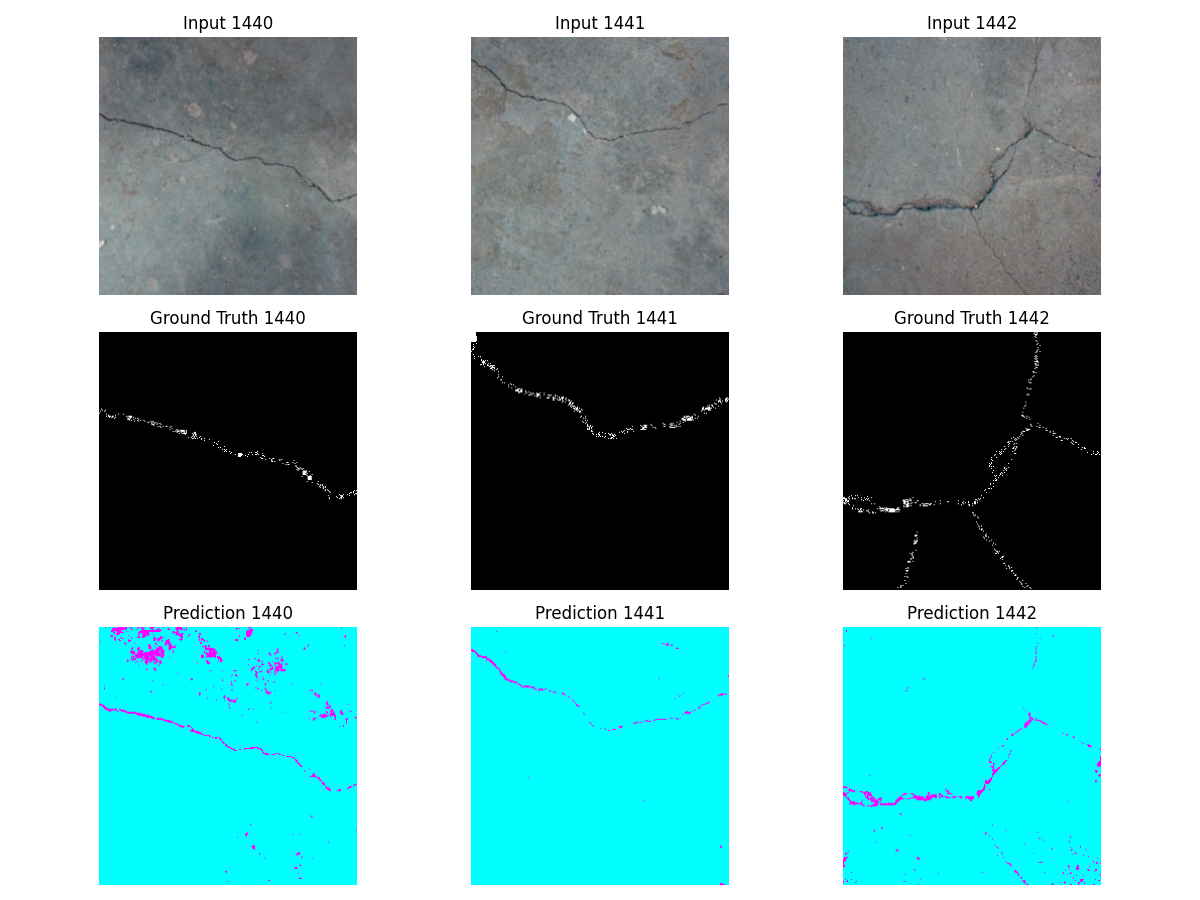 Input 1440
Input 1441
Input 1442
Ground Truth 1440
Ground Truth 1441
Ground Truth 1442
Prediction 1440
Prediction 1441
Prediction 1442